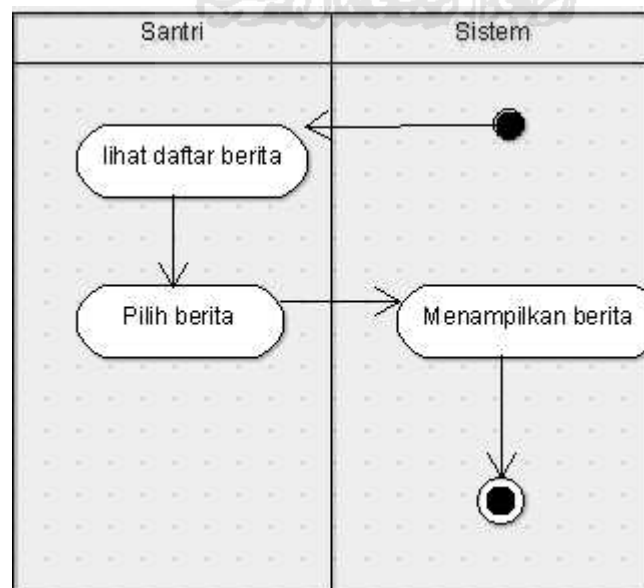 Santri
Sistem
lihat daftar berita
Pilih berita
Menampilkan berita